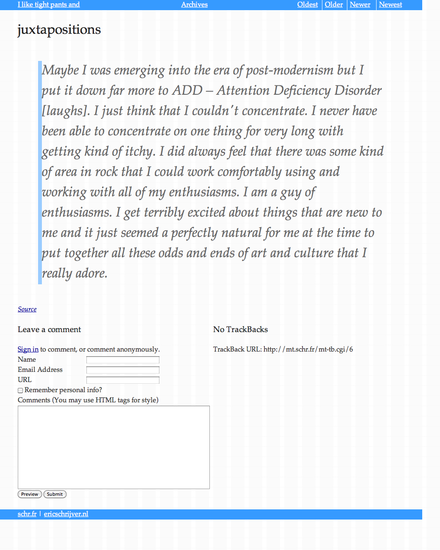 I like tight pants and Archives Oldest Older Newer Newest
juxtapositions
Maybe I was emerging into the era of post-modernism but I
put it down far more to ADD – Attention Deficiency Disorder
[laughs]. I just think that I couldn't concentrate. I never have
been able to concentrate on one thing for very long with
getting kind of itchy. I did always feel that there was some kind
of area in rock that I could work comfortably using and
working with all of my enthusiasms. I am a guy of
enthusiasms. I get terribly excited about things that are new to
me and it just seemed a perfectly natural for me at the time to
put together all these odds and ends of art and culture that I
really adore.
Source
Leave a comment
Sign in to comment, or comment anonymously.
Name
Email Address
URL
Remember personal info?
Comments (You may use HTML tags for style)
Preview Submit
No TrackBacks
TrackBack URL: http://mt.schr.fr/mt-tb.cgi/6
schr.fr | ericschrijver.nl